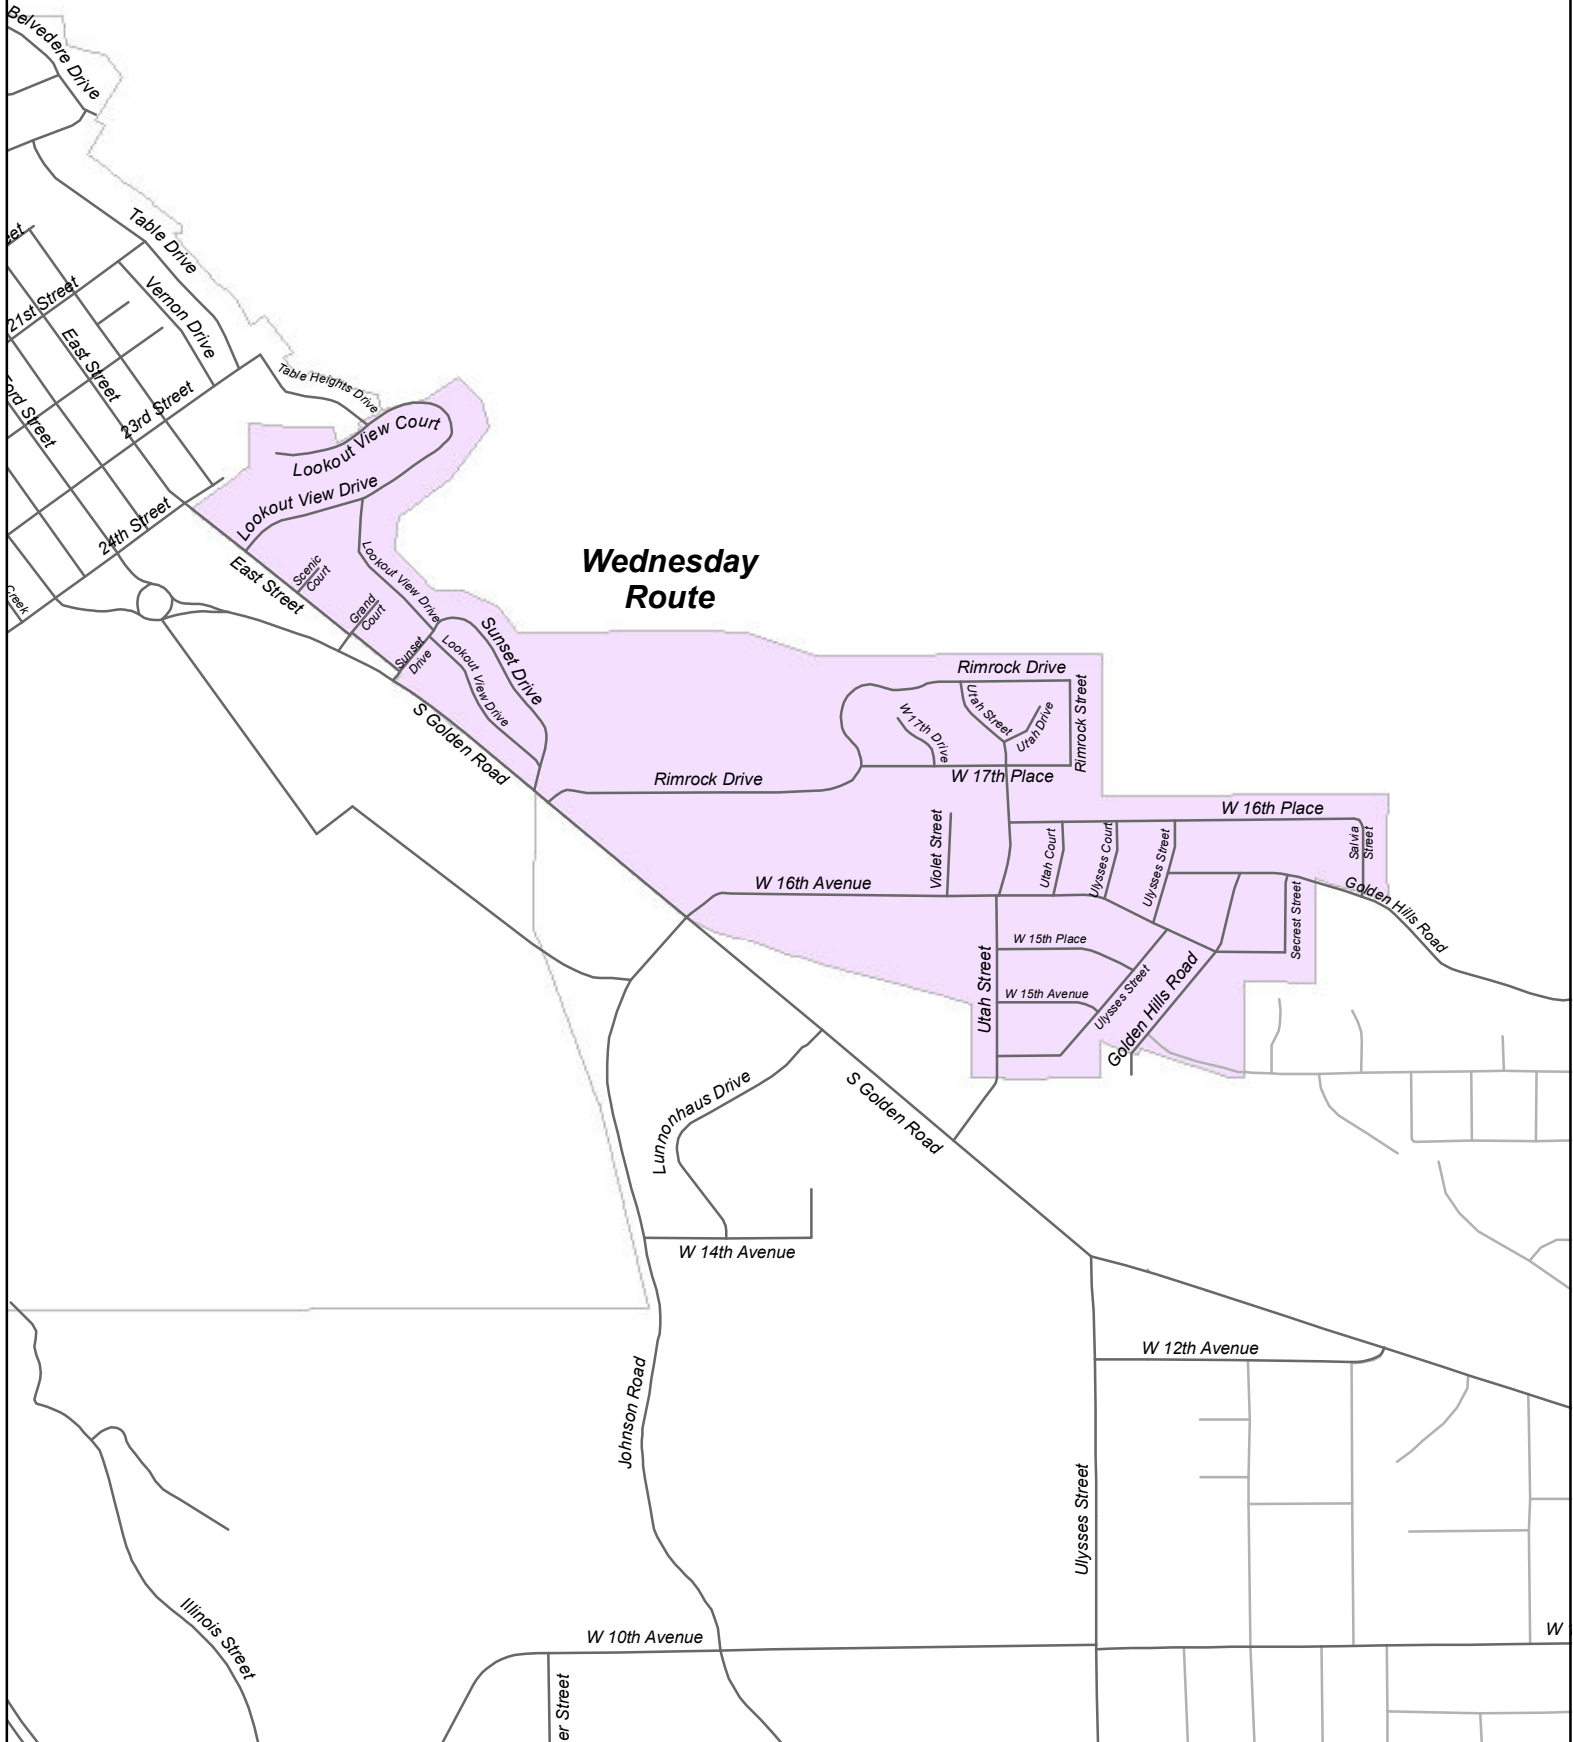 Belvedere Drive
Table Drive
21st Street
Vernon Drive
East Street
Ford Street
23rd Street
Table Heights Drive
Lookout View Court
Lookout View Drive
24th Street
East Street
Scenic
Court
Grand
Court
Lookout View Drive
Sunset
Drive
Lookout View Drive
Sunset Drive
Creek
S Golden Road
Wednesday
Route
Rimrock Drive
Rimrock Street
Utah Street
Utah Drive
W 17th Drive
W 17th Place
Rimrock Drive
W 16th Place
Violet Street
Utah Court
Ulysses Court
Ulysses Street
Salvia
Street
W 16th Avenue
Golden Hills Road
Secrest Street
W 15th Place
Utah Street
W 15th Avenue
Ulysses Street
Golden Hills Road
S Golden Road
Lunnonhaus Drive
W 14th Avenue
W 12th Avenue
Johnson Road
Ulysses Street
Illinois Street
W 10th Avenue
W
er Street